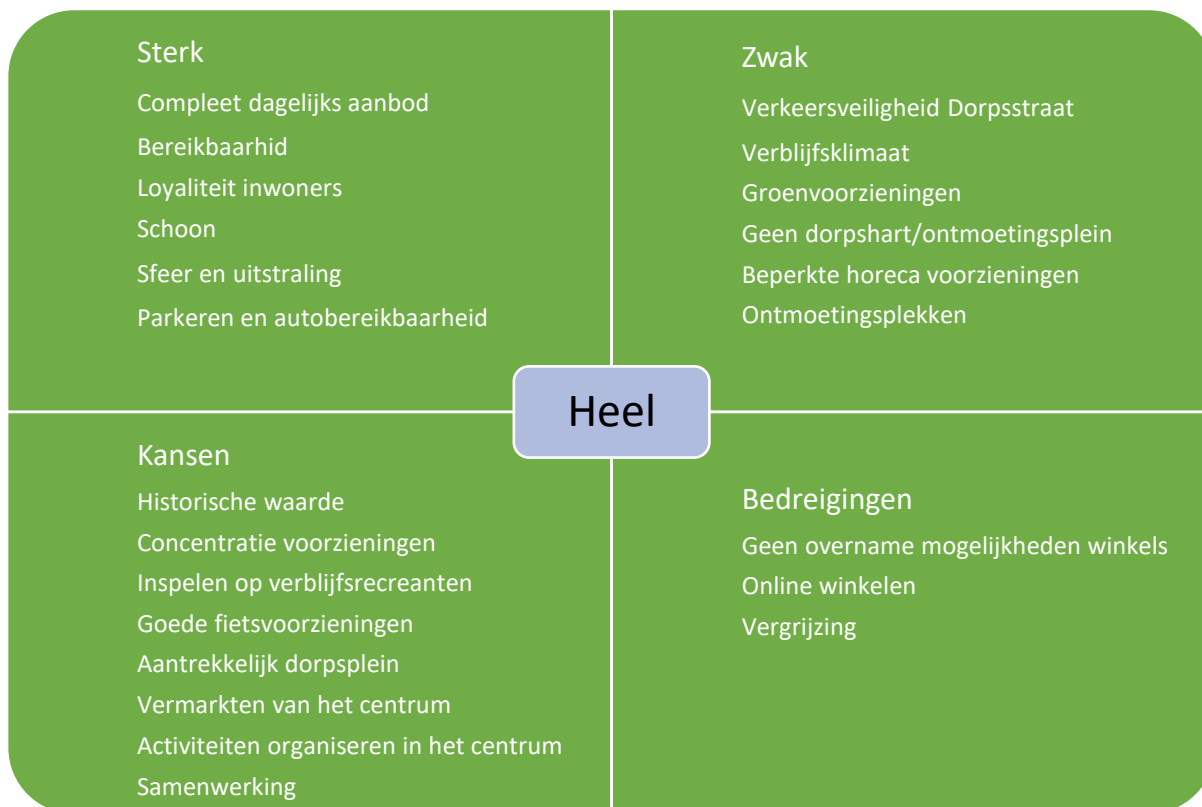 Sterk
Compleet dagelijks aanbod
Bereikbaarhid
Loyaliteit inwoners
Schoon
Sfeer en uitstraling
Parkeren en autobereikbaarheid
Zwak
Verkeersveiligheid Dorpsstraat
Verblijfsklimaat
Groenvoorzieningen
Geen dorpshart/ontmoetingsplein
Beperkte horeca voorzieningen
Ontmoetingsplekken
Heel
Kansen
Historische waarde
Concentratie voorzieningen
Inspelen op verblijfsrecreanten
Goede fietsvoorzieningen
Aantrekkelijk dorpsplein
Vermarkten van het centrum
Activiteiten organiseren in het centrum
Samenwerking
Bedreigingen
Geen overname mogelijkheden winkels
Online winkelen
Vergrijzing